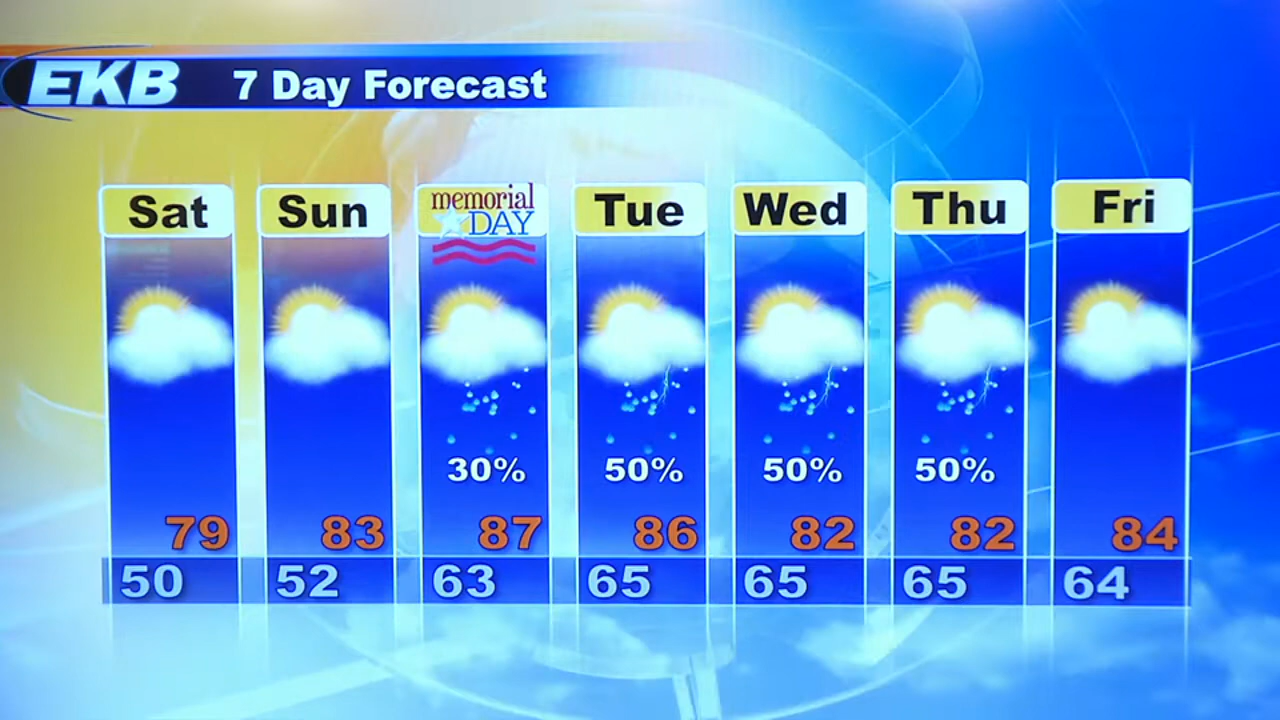 EKB 7 Day Forecast
Sat Sun memorial DAY Tue Wed Thu Fri
30% 50% 50% 50%
79 83 87 86 82 82 84
50 52 63 65 65 65 64